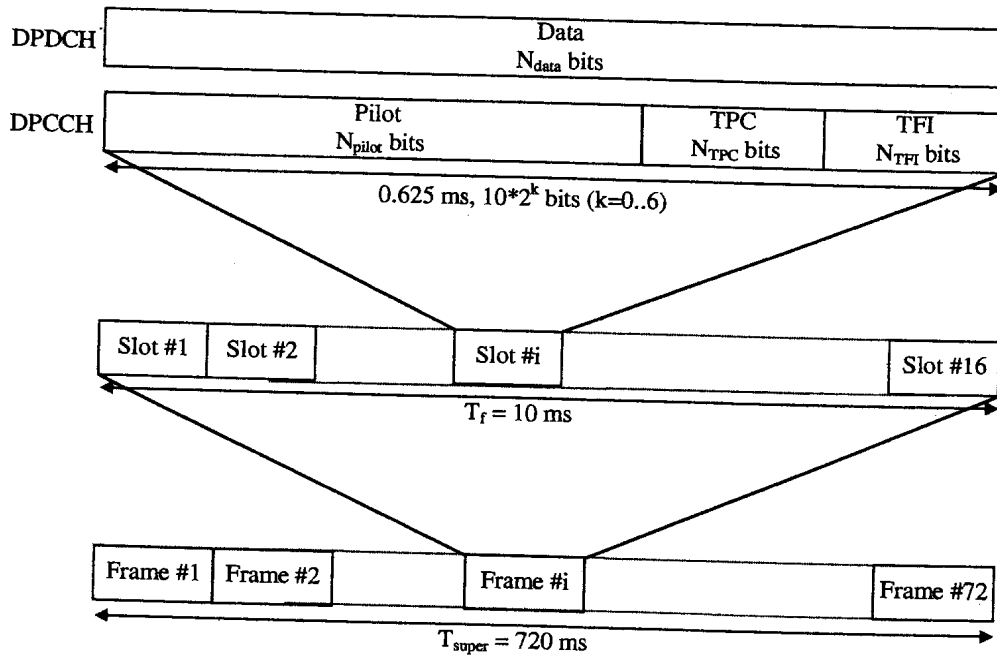 DPDCH
Data
N_data bits
DPCCH
Pilot
N_pilot bits
TPC
N_TPC bits
TFI
N_TFI bits
0.625 ms, 10*2^k bits (k=0..6)
Slot #1
Slot #2
Slot #i
Slot #16
T_f = 10 ms
Frame #1
Frame #2
Frame #i
Frame #72
T_super = 720 ms